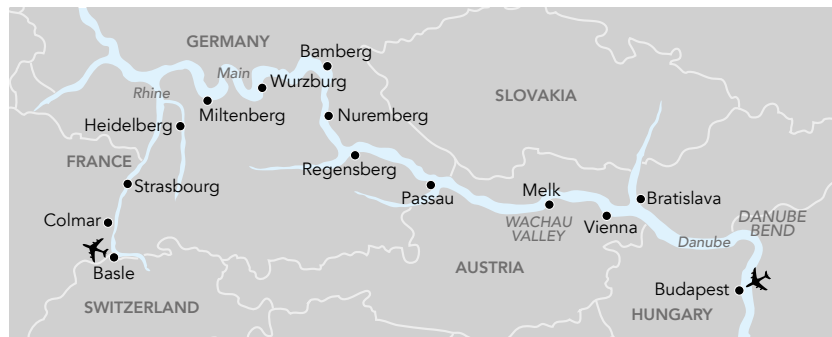 GERMANY
Bamberg
Main
Wurzburg
Rhine
Miltenberg
SLOVAKIA
Nuremberg
Heidelberg
FRANCE
Regensberg
Strasbourg
Passau
Melk
Bratislava
WACHAU
VALLEY
Vienna
DANUBE
BEND
Colmar
Danube
Basle
AUSTRIA
Budapest
SWITZERLAND
HUNGARY